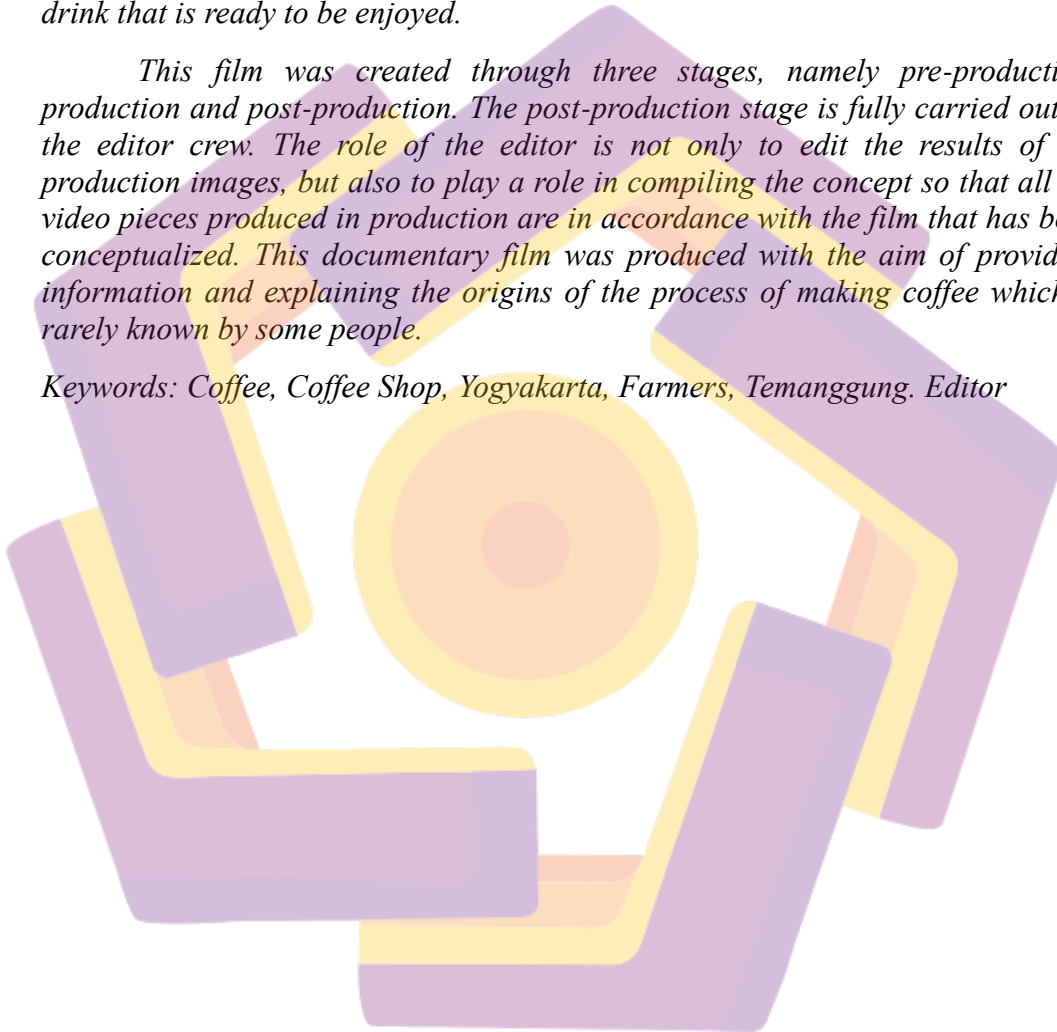 drink that is ready to be enjoyed.
This film was created through three stages, namely pre-producti
production and post-production. The post-production stage is fully carried out
the editor crew. The role of the editor is not only to edit the results of
production images, but also to play a role in compiling the concept so that all
video pieces produced in production are in accordance with the film that has be
conceptualized. This documentary film was produced with the aim of provid
information and explaining the origins of the process of making coffee which
rarely known by some people.
Keywords: Coffee, Coffee Shop, Yogyakarta, Farmers, Temanggung. Editor